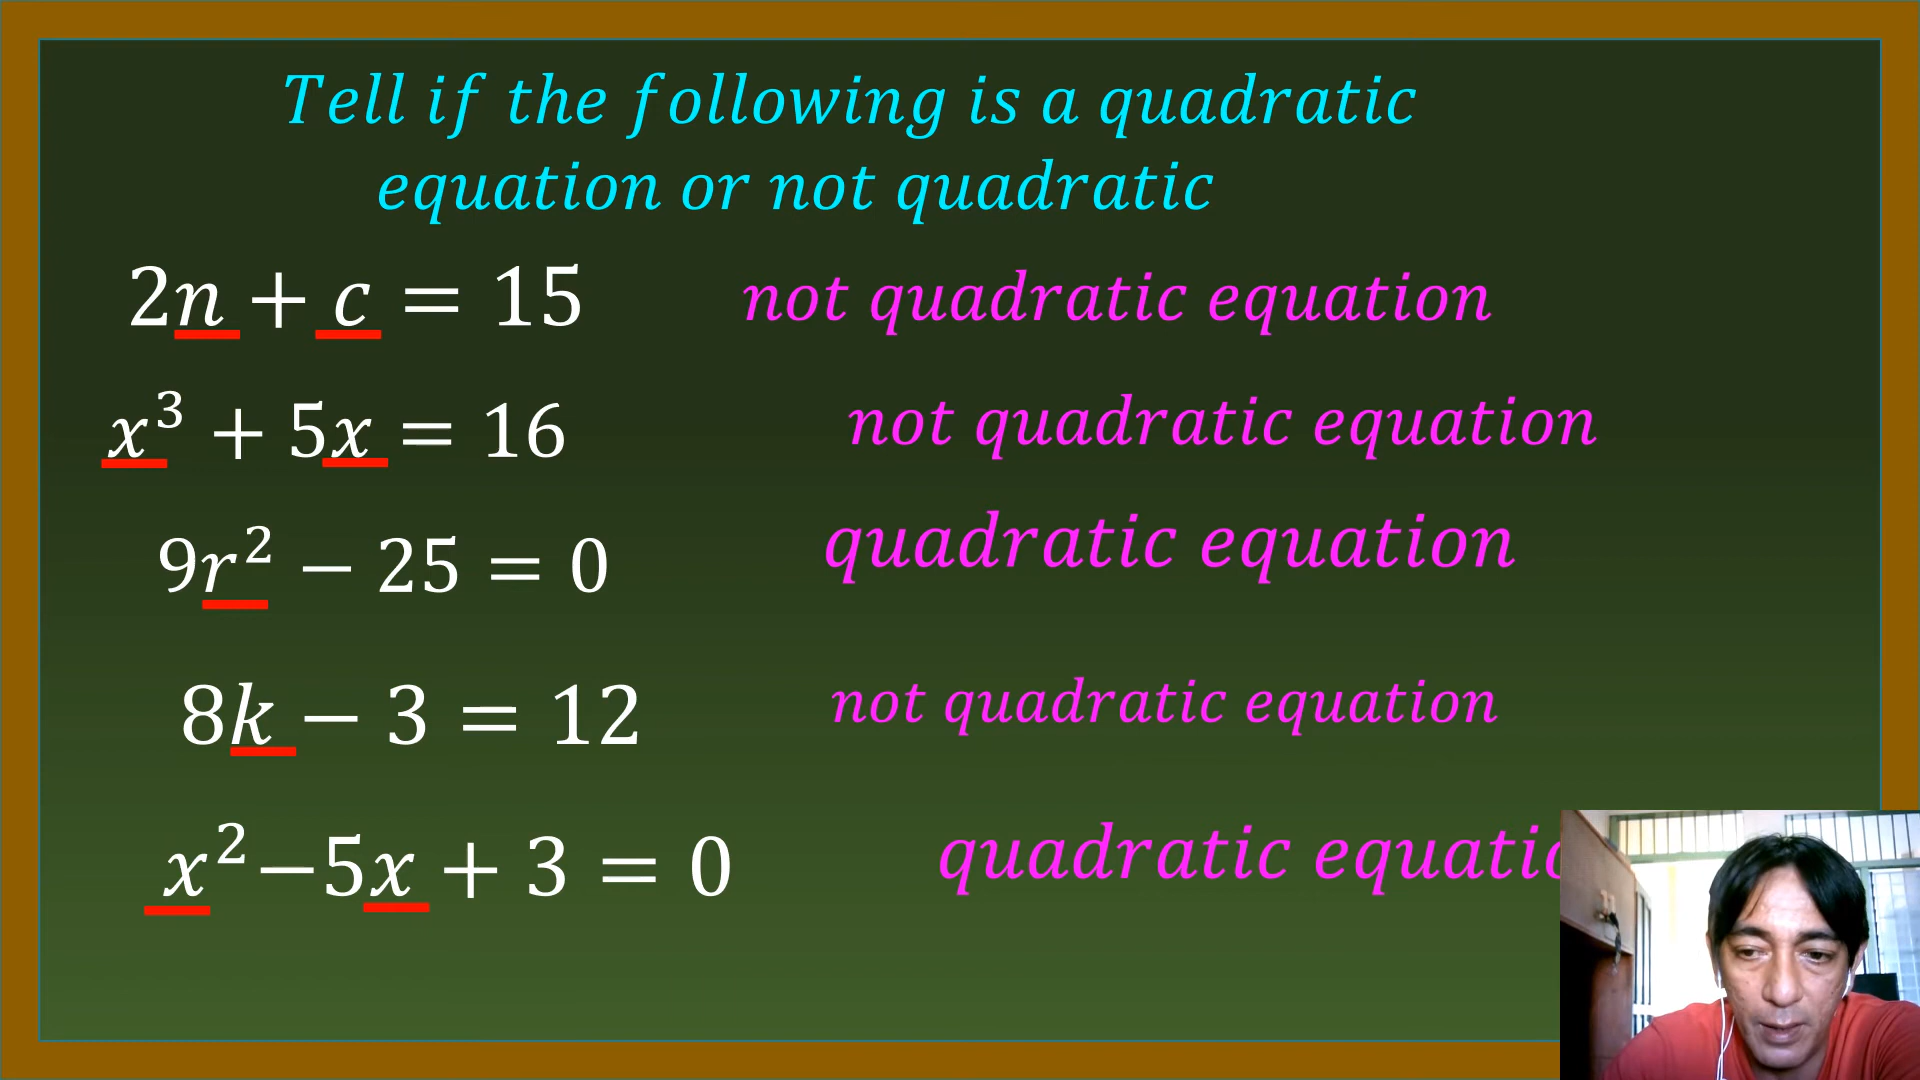 Tell if the following is a quadratic
equation or not quadratic
2n + c = 15 not quadratic equation
x³ + 5x = 16 not quadratic equation
9r² − 25 = 0 quadratic equation
8k − 3 = 12 not quadratic equation
x²−5x + 3 = 0 quadratic